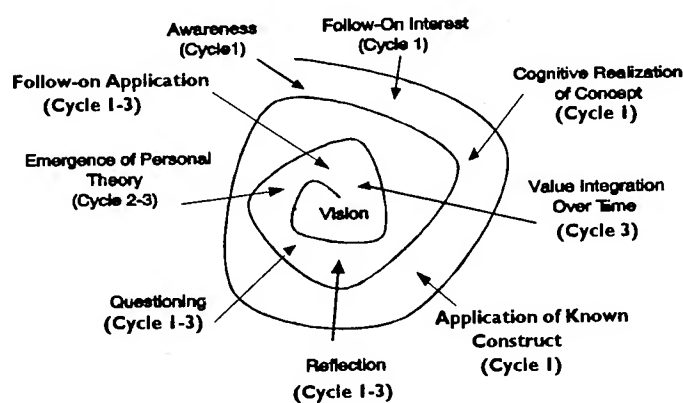 Awareness
(Cycle1)
Follow-On Interest
(Cycle 1)
Cognitive Realization
of Concept
(Cycle 1)
Follow-on Application
(Cycle 1-3)
Emergence of Personal
Theory
(Cycle 2-3)
Vision
Value Integration
Over Time
(Cycle 3)
Questioning
(Cycle 1-3)
Application of Known
Construct
(Cycle 1)
Reflection
(Cycle 1-3)